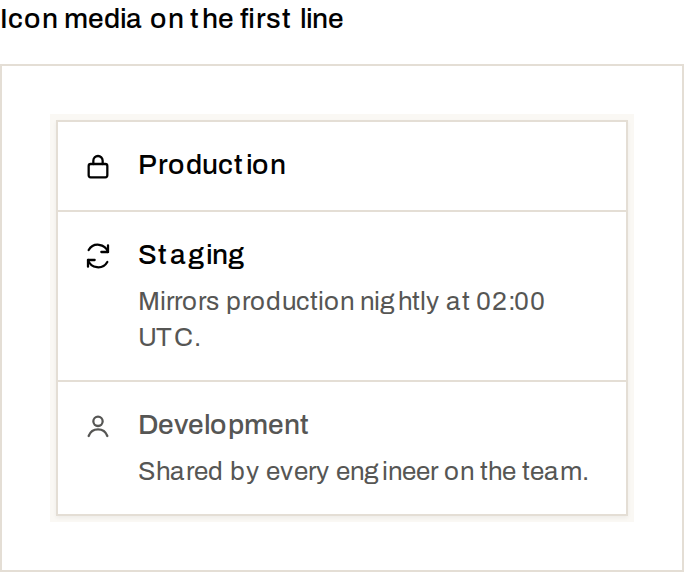 Icon media on the first line
Production
Staging
Mirrors production nightly at 02:00
UTC.
Development
Shared by every engineer on the team.